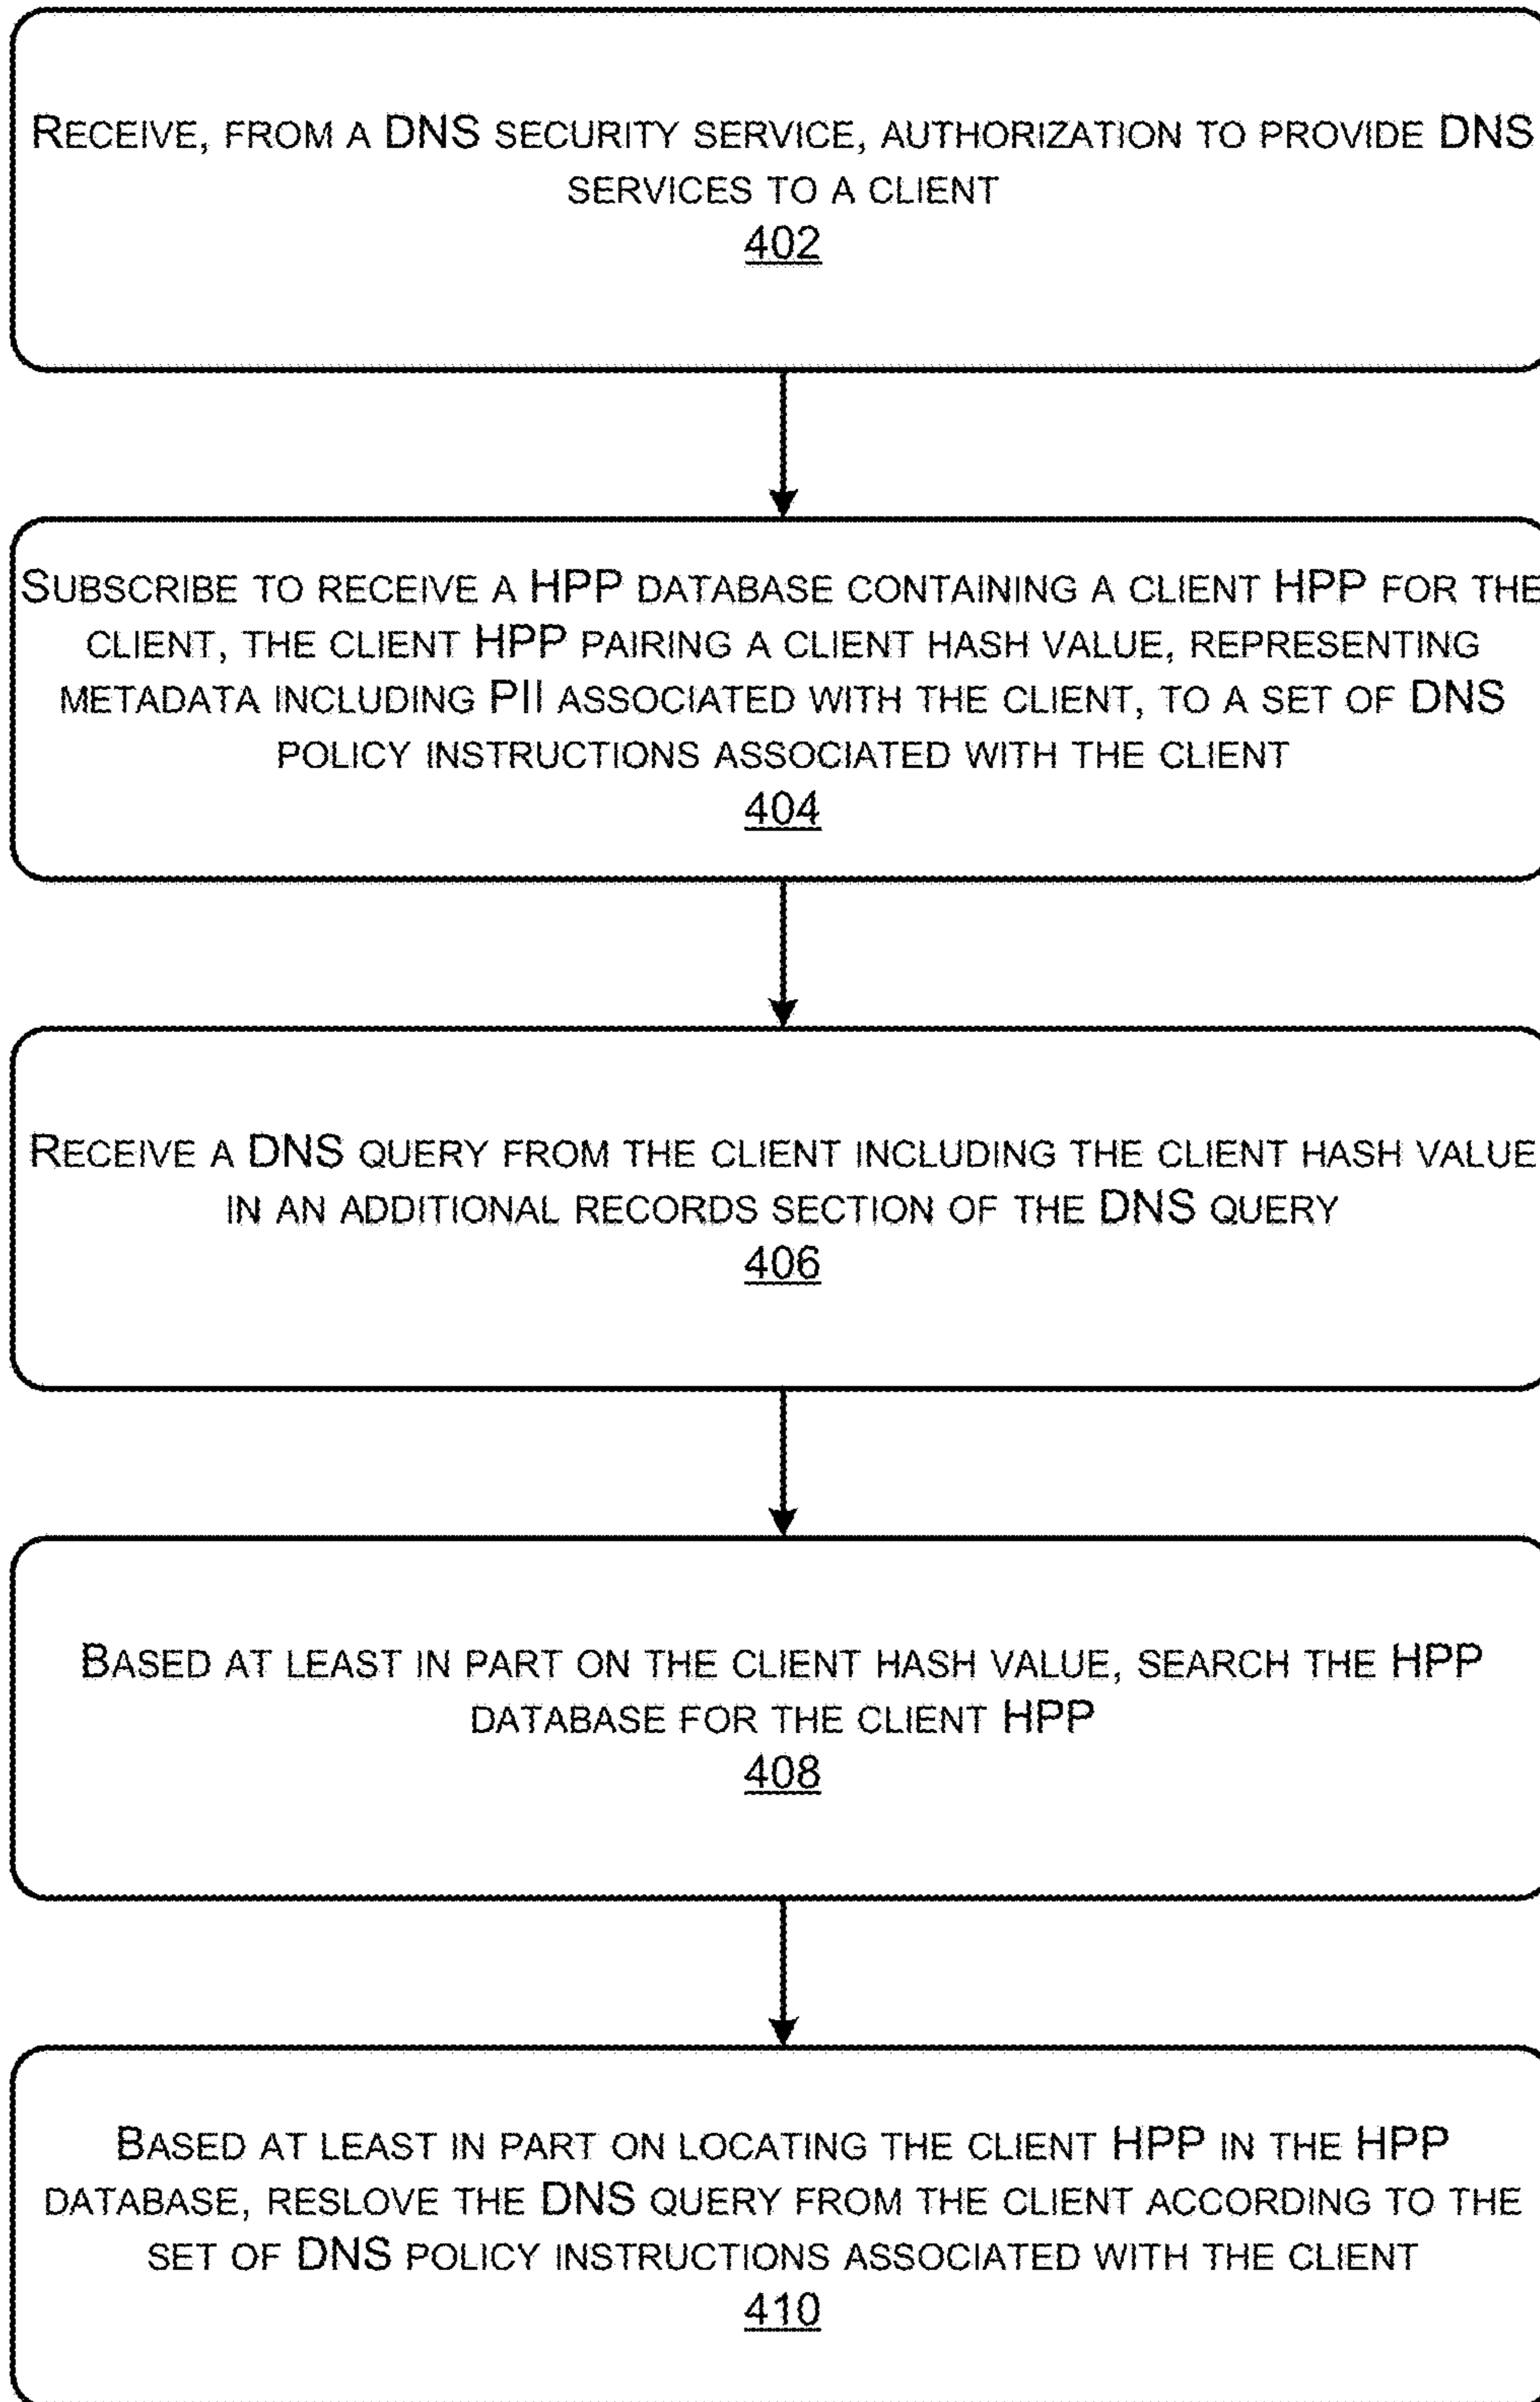 RECEIVE, FROM A DNS SECURITY SERVICE, AUTHORIZATION TO PROVIDE DNS
SERVICES TO A CLIENT
402
SUBSCRIBE TO RECEIVE A HPP DATABASE CONTAINING A CLIENT HPP FOR THE
CLIENT, THE CLIENT HPP PAIRING A CLIENT HASH VALUE, REPRESENTING
METADATA INCLUDING PII ASSOCIATED WITH THE CLIENT, TO A SET OF DNS
POLICY INSTRUCTIONS ASSOCIATED WITH THE CLIENT
404
RECEIVE A DNS QUERY FROM THE CLIENT INCLUDING THE CLIENT HASH VALUE
IN AN ADDITIONAL RECORDS SECTION OF THE DNS QUERY
406
BASED AT LEAST IN PART ON THE CLIENT HASH VALUE, SEARCH THE HPP
DATABASE FOR THE CLIENT HPP
408
BASED AT LEAST IN PART ON LOCATING THE CLIENT HPP IN THE HPP
DATABASE, RESLOVE THE DNS QUERY FROM THE CLIENT ACCORDING TO THE
SET OF DNS POLICY INSTRUCTIONS ASSOCIATED WITH THE CLIENT
410